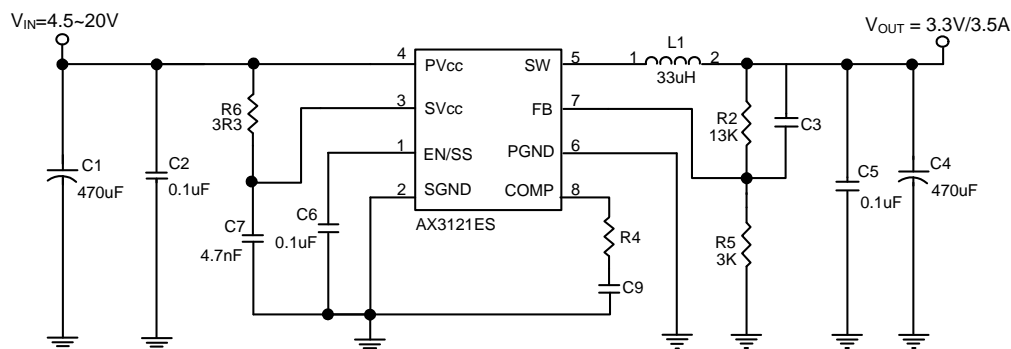 VIN=4.5~20V
VOUT = 3.3V/3.5A
4
PVcc
SW
5
1
L1
2
33uH
R6
3R3
3
SVcc
FB
7
R2
13K
C3
C1
470uF
C2
0.1uF
1
EN/SS
PGND
6
C5
0.1uF
C4
470uF
2
SGND
COMP
8
C7
4.7nF
C6
0.1uF
AX3121ES
R4
R5
3K
C9